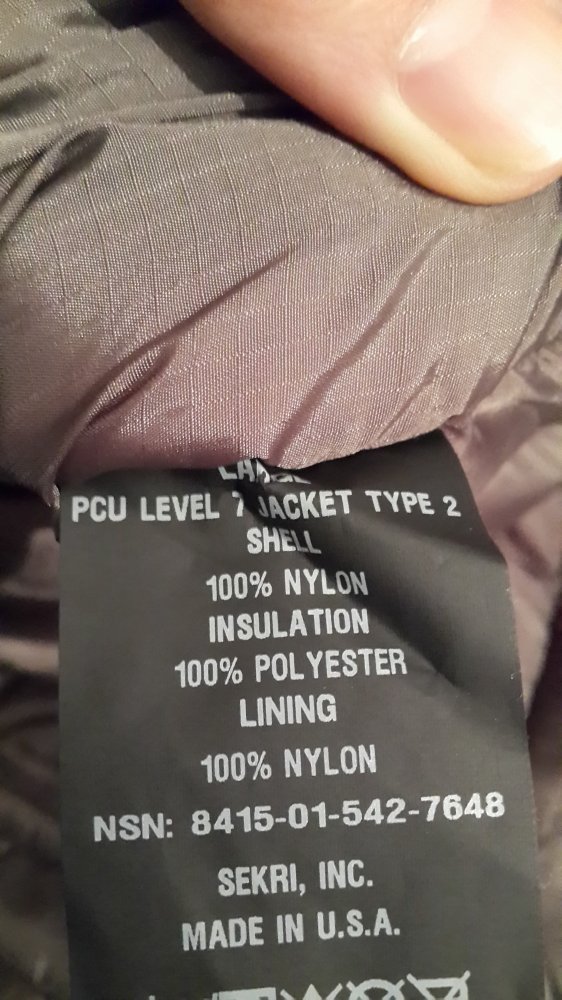 PCU LEVEL 7 JACKET TYPE 2
SHELL
100% NYLON
INSULATION
100% POLYESTER
LINING
100% NYLON
NSN: 8415-01-542-7648
SEKRI, INC.
MADE IN U.S.A.